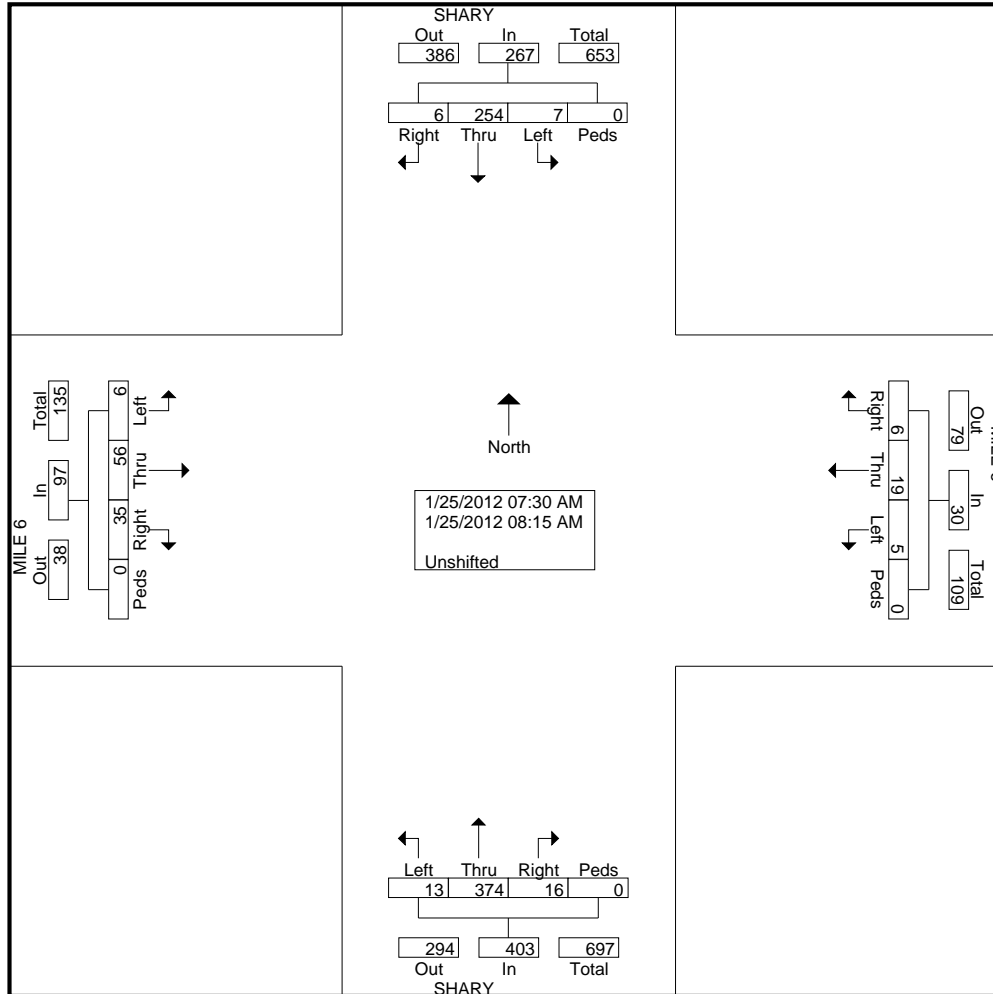 SHARY
Out In Total
386 267 653
6 254 7 0
Right Thru Left Peds
Total In Out
135 97 38
MILE 6
6 56 35 0
Left Thru Right Peds
North
1/25/2012 07:30 AM
1/25/2012 08:15 AM
Unshifted
Right Thru Left Peds
6 19 5 0
Out In Total
79 30 109
Left Thru Right Peds
13 374 16 0
294 403 697
Out In Total
SHARY